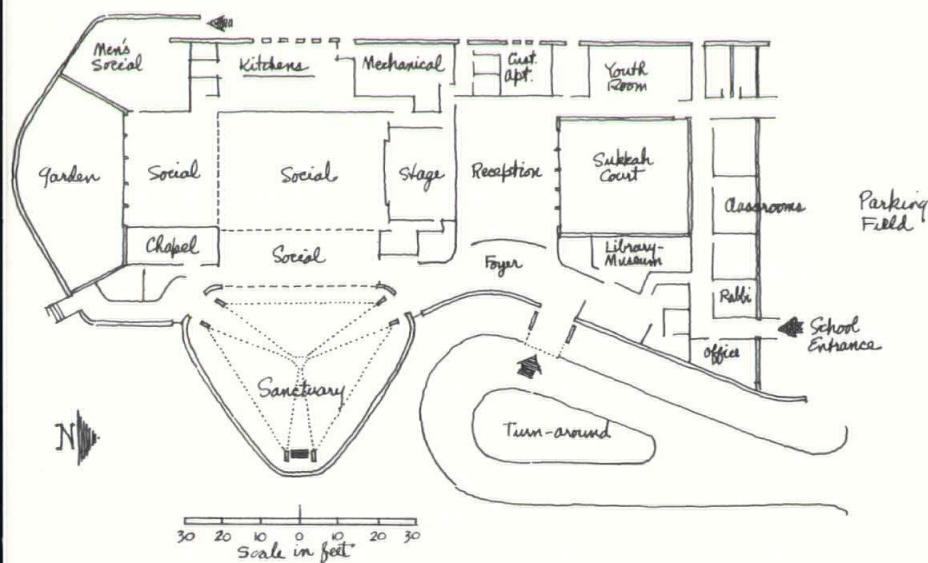 Men's
Social
Kitchens
Mechanical
Cust.
Apt.
Youth
Room
Garden
Social
Social
Stage
Reception
Sukkah
Court
Classrooms
Parking
Field
Chapel
Social
Foyer
Library-
Museum
Rabbi
School
Entrance
Office
Sanctuary
Turn-around
N
30 20 10 0 10 20 30
Scale in feet